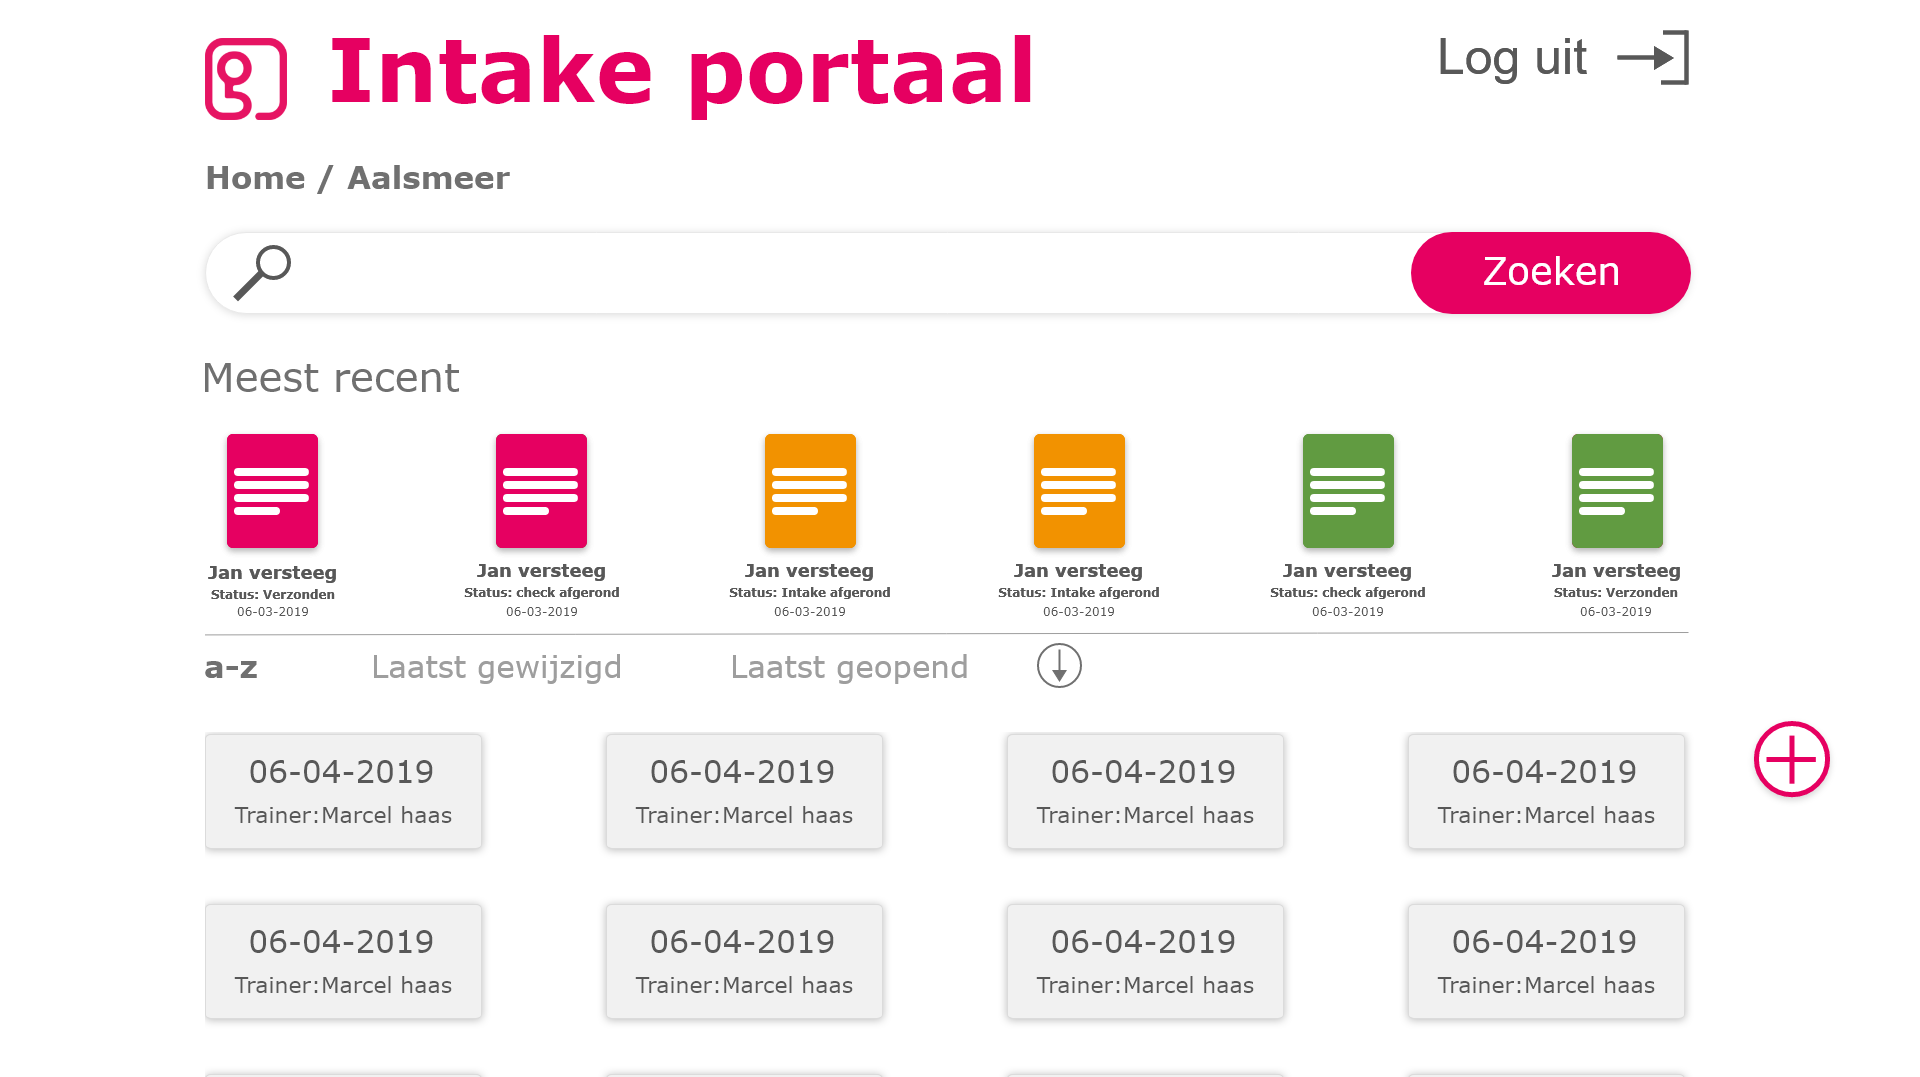 Intake portaal
Log uit
Home / Aalsmeer
Zoeken
Meest recent
Jan versteeg
Status: Verzonden
06-03-2019
Jan versteeg
Status: check afgerond
06-03-2019
Jan versteeg
Status: Intake afgerond
06-03-2019
Jan versteeg
Status: Intake afgerond
06-03-2019
Jan versteeg
Status: check afgerond
06-03-2019
Jan versteeg
Status: Verzonden
06-03-2019
a-z
Laatst gewijzigd
Laatst geopend
06-04-2019
Trainer:Marcel haas
06-04-2019
Trainer:Marcel haas
06-04-2019
Trainer:Marcel haas
06-04-2019
Trainer:Marcel haas
06-04-2019
Trainer:Marcel haas
06-04-2019
Trainer:Marcel haas
06-04-2019
Trainer:Marcel haas
06-04-2019
Trainer:Marcel haas